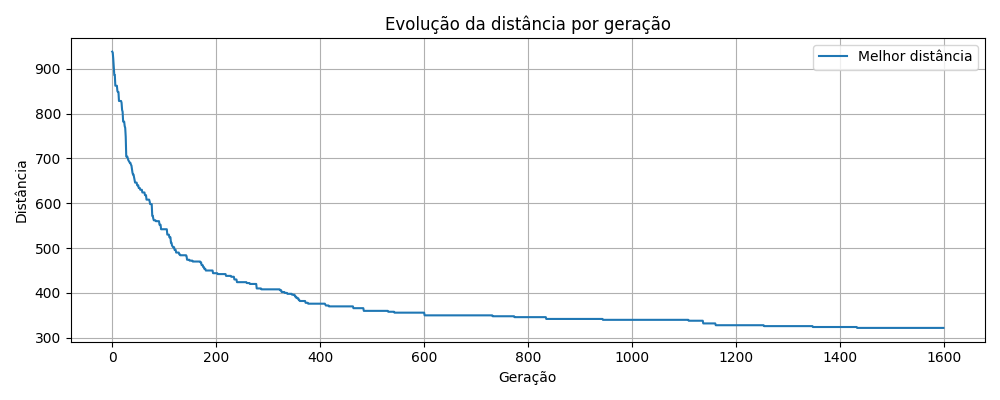 Evolução da distância por geração
Melhor distância
Distância
900
800
700
600
500
400
300
0 200 400 600 800 1000 1200 1400 1600
Geração